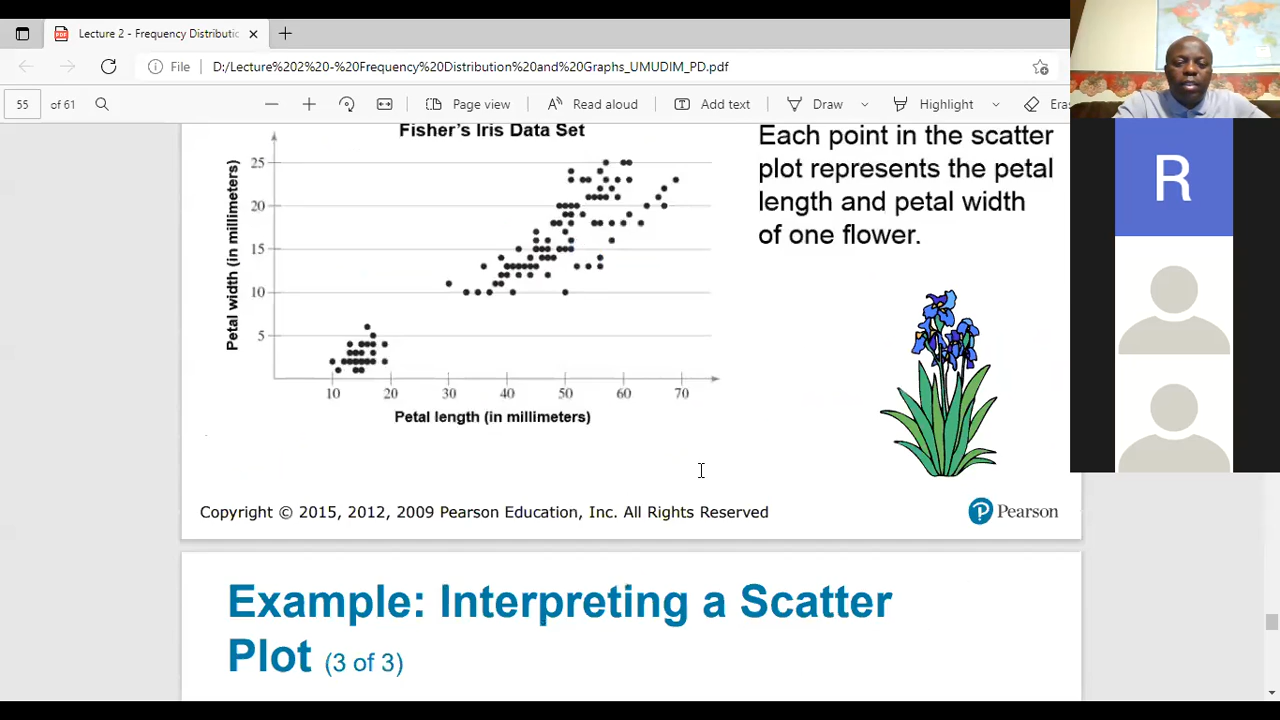 Lecture 2 - Frequency Distributic
File
D:/Lecture%202%20-%20Frequency%20Distribution%20and%20Graphs_UMUDIM_PD.pdf
55 of 61
Page view
Read aloud
Add text
Draw
Highlight
Era
Fisher's Iris Data Set
Petal width (in millimeters)
25
20
15
10
5
10 20 30 40 50 60 70
Petal length (in millimeters)
Each point in the scatter
plot represents the petal
length and petal width
of one flower.
Copyright © 2015, 2012, 2009 Pearson Education, Inc. All Rights Reserved
P Pearson
Example: Interpreting a Scatter
Plot (3 of 3)
R